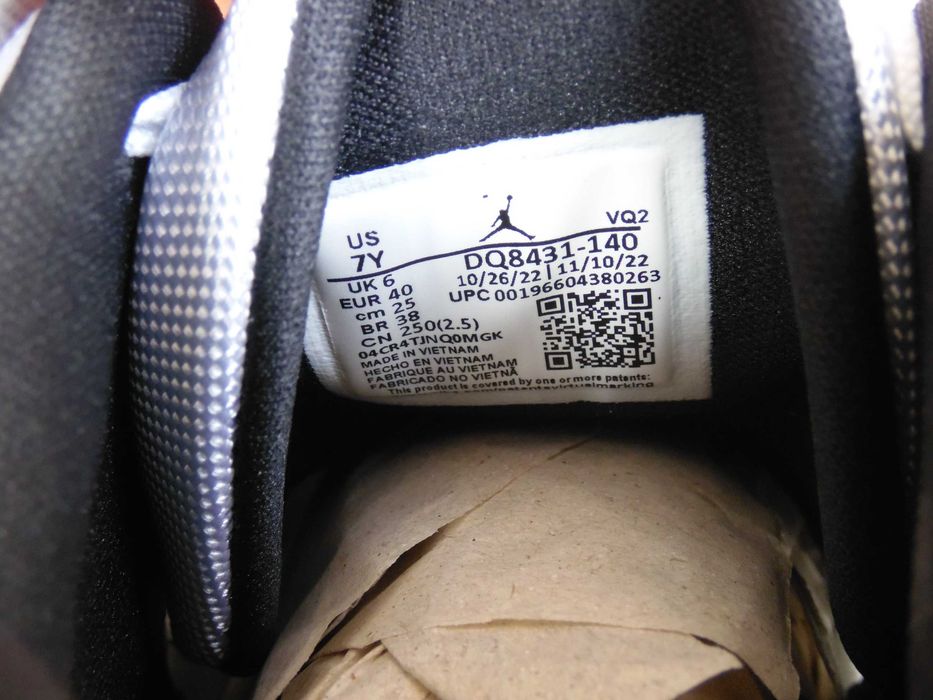 US
7Y
UK 6
EUR 40
cm 25
BR 38
CN 250(2.5)
04CR4TJNQ0MGK
MADE IN VIETNAM
HECHO EN VIETNAM
FABRIQUE AU VIETNAM
FABRICADO NO VIETNÃ
This product is covered by one or more patents:
VQ2
DQ8431-140
10/26/22 | 11/10/22
UPC 00196604380263